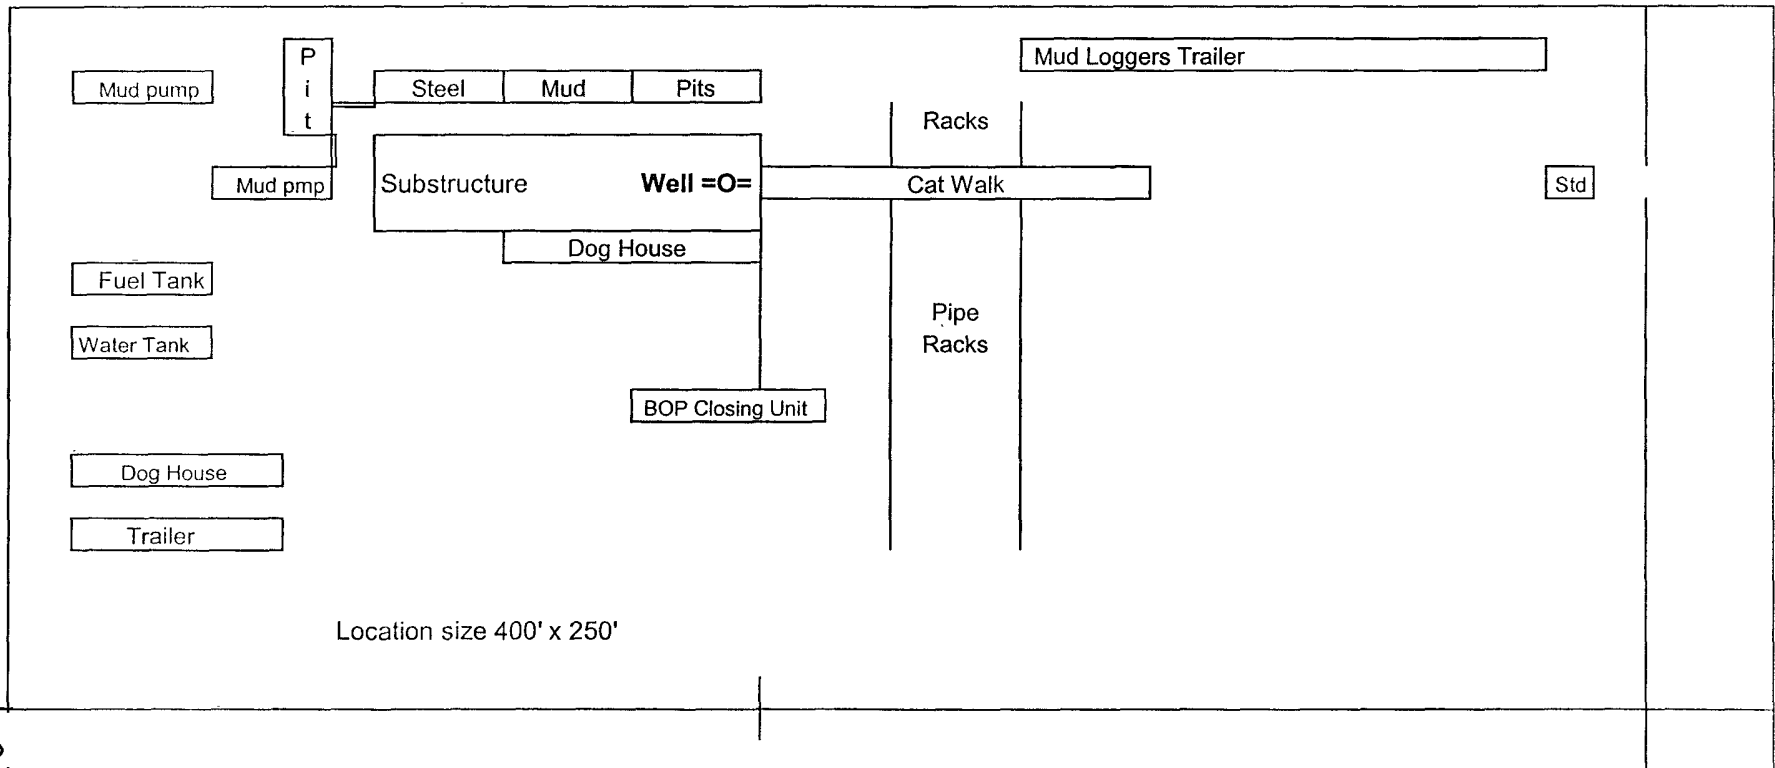 Pit
Mud Loggers Trailer
Mud pump
Steel Mud Pits
Racks
Mud pmp
Substructure
Well =O=
Cat Walk
Std
Dog House
Fuel Tank
Pipe
Racks
Water Tank
BOP Closing Unit
Dog House
Trailer
Location size 400' x 250'